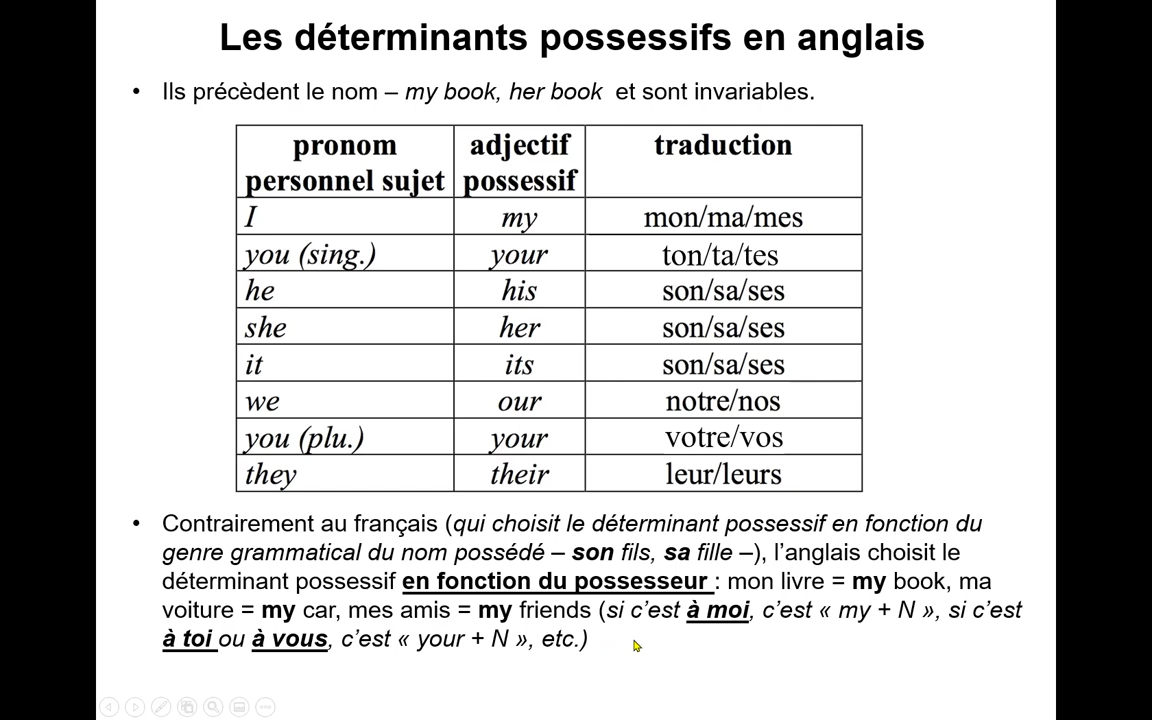 Les déterminants possessifs en anglais
• Ils précèdent le nom – my book, her book et sont invariables.
pronom personnel sujet | adjectif possessif | traduction
I | my | mon/ma/mes
you (sing.) | your | ton/ta/tes
he | his | son/sa/ses
she | her | son/sa/ses
it | its | son/sa/ses
we | our | notre/nos
you (plu.) | your | votre/vos
they | their | leur/leurs
• Contrairement au français (qui choisit le déterminant possessif en fonction du
genre grammatical du nom possédé – son fils, sa fille –), l'anglais choisit le
déterminant possessif en fonction du possesseur : mon livre = my book, ma
voiture = my car, mes amis = my friends (si c'est à moi, c'est « my + N », si c'est
à toi ou à vous, c'est « your + N », etc.)